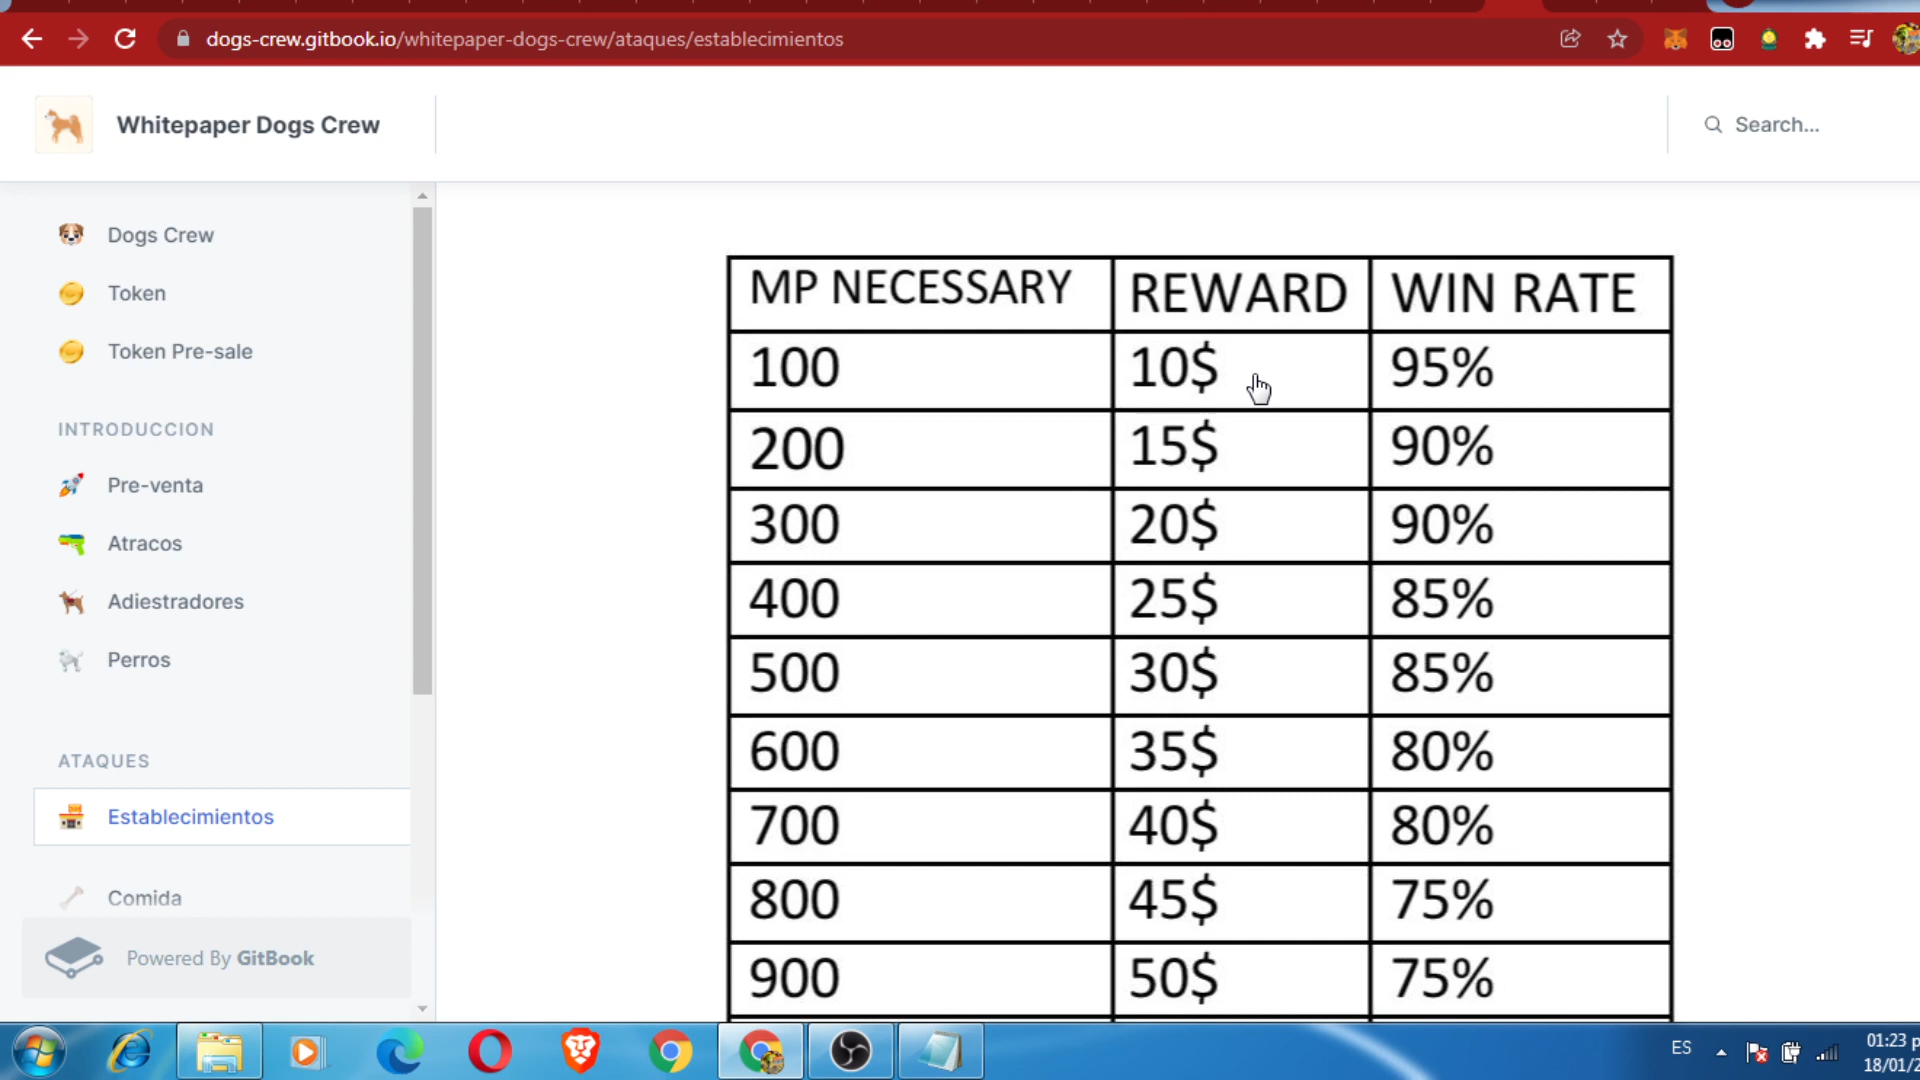 dogs-crew.gitbook.io/whitepaper-dogs-crew/ataques/establecimientos
Whitepaper Dogs Crew
Search...
Dogs Crew
Token
Token Pre-sale
INTRODUCCION
Pre-venta
Atracos
Adiestradores
Perros
ATAQUES
Establecimientos
Comida
Powered By GitBook
MP NECESSARY REWARD WIN RATE
100 10$ 95%
200 15$ 90%
300 20$ 90%
400 25$ 85%
500 30$ 85%
600 35$ 80%
700 40$ 80%
800 45$ 75%
900 50$ 75%
ES
01:23 p
18/01/2